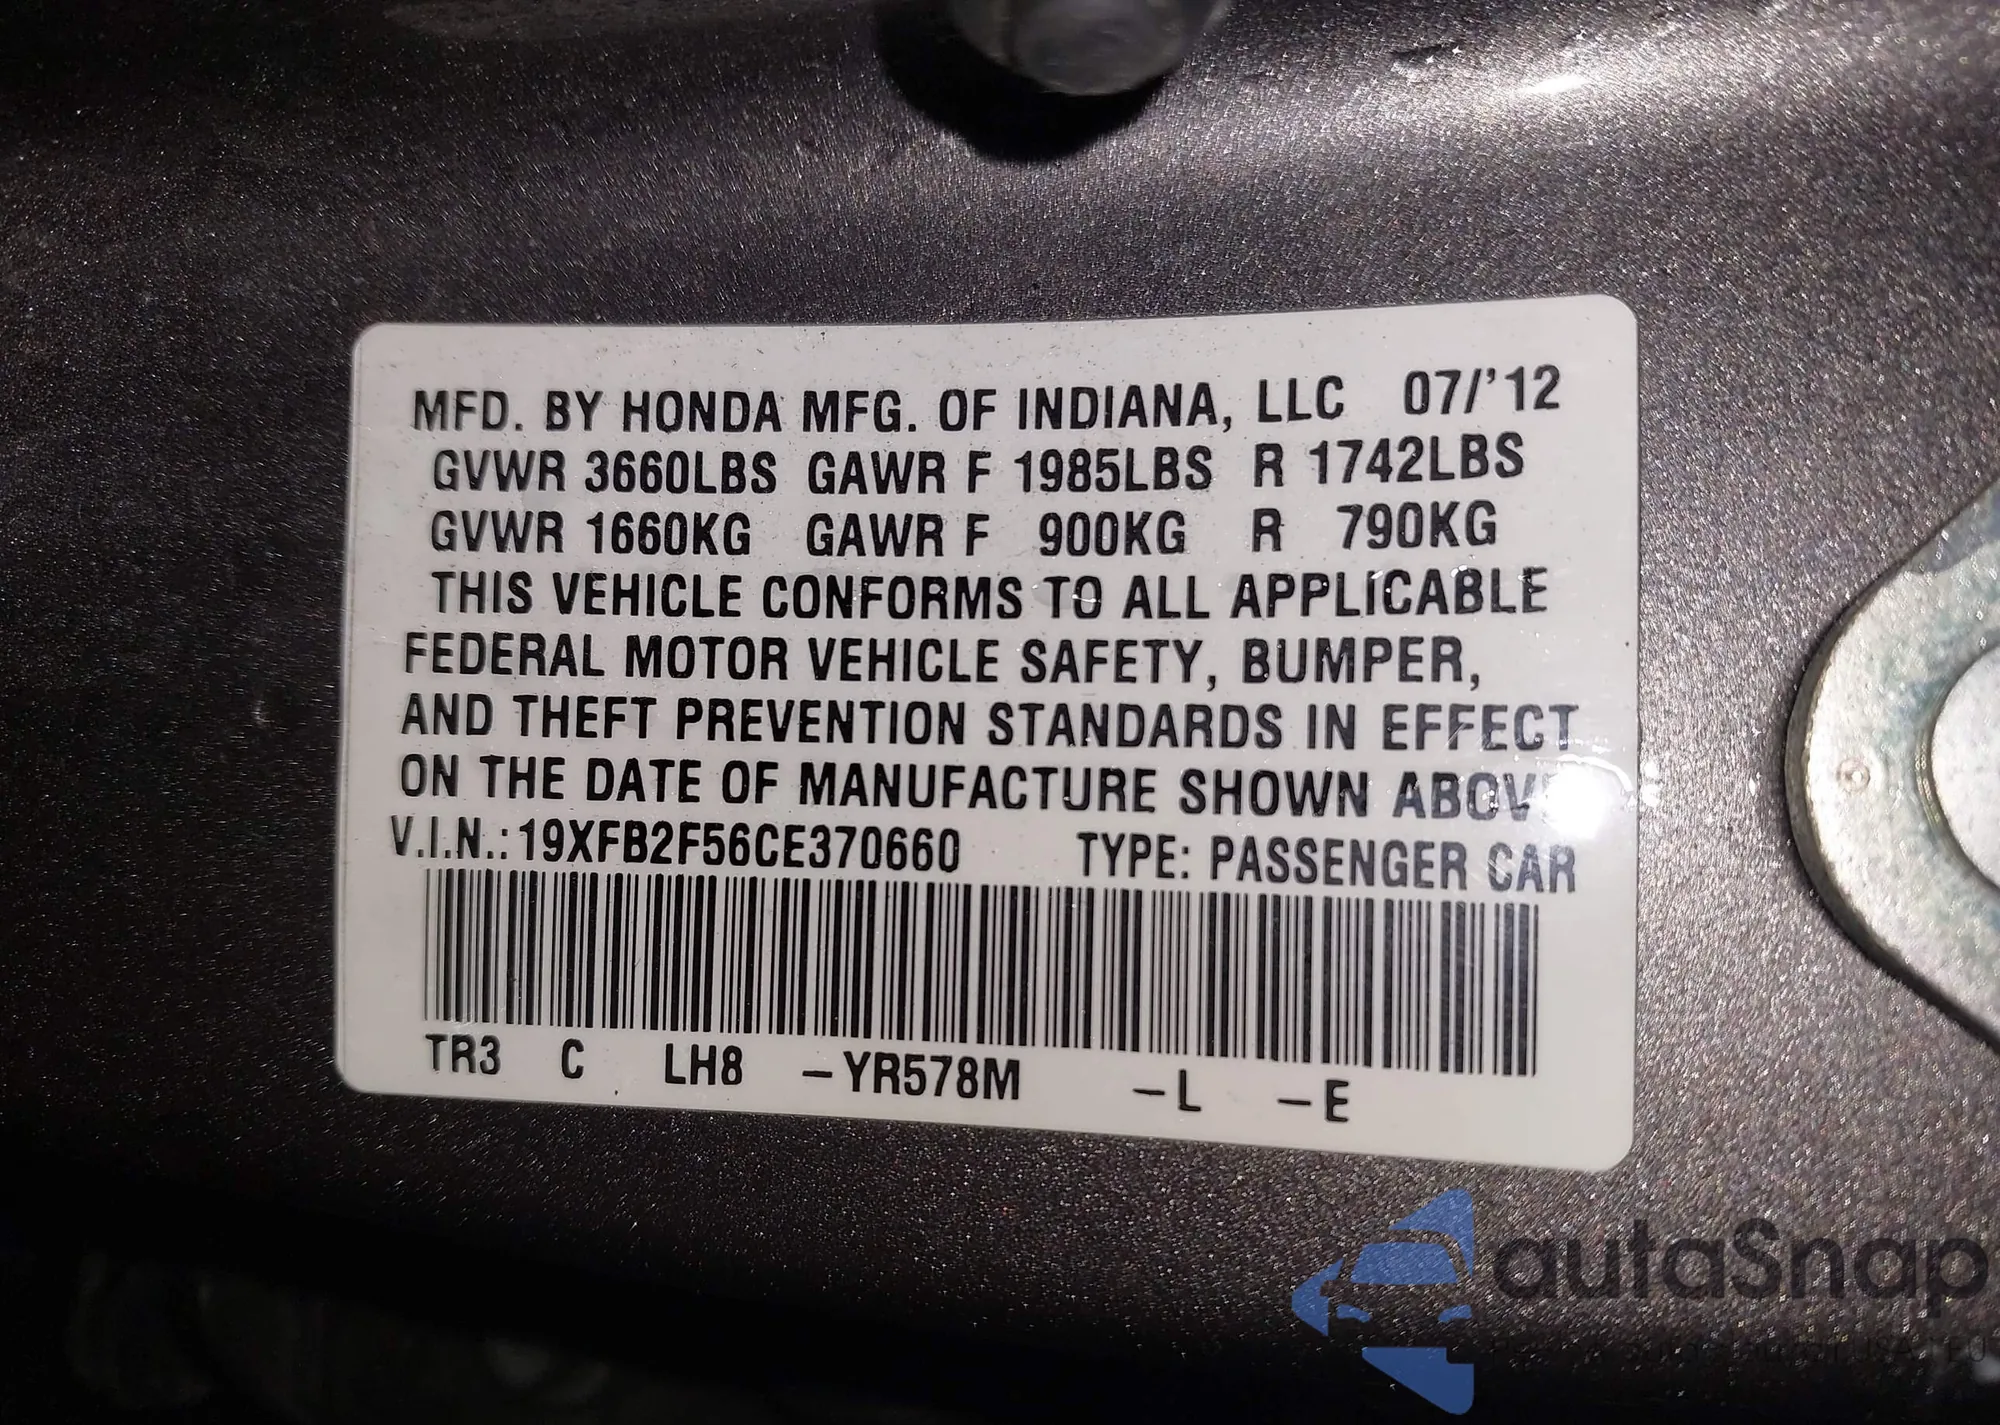 MFD. BY HONDA MFG. OF INDIANA, LLC 07/'12
GVWR 3660LBS GAWR F 1985LBS R 1742LBS
GVWR 1660KG GAWR F 900KG R 790KG
THIS VEHICLE CONFORMS TO ALL APPLICABLE
FEDERAL MOTOR VEHICLE SAFETY, BUMPER,
AND THEFT PREVENTION STANDARDS IN EFFECT
ON THE DATE OF MANUFACTURE SHOWN ABOV
V.I.N.: 19XFB2F56CE370660 TYPE: PASSENGER CAR
TR3 C LH8 –YR578M –L –E
autaSnap